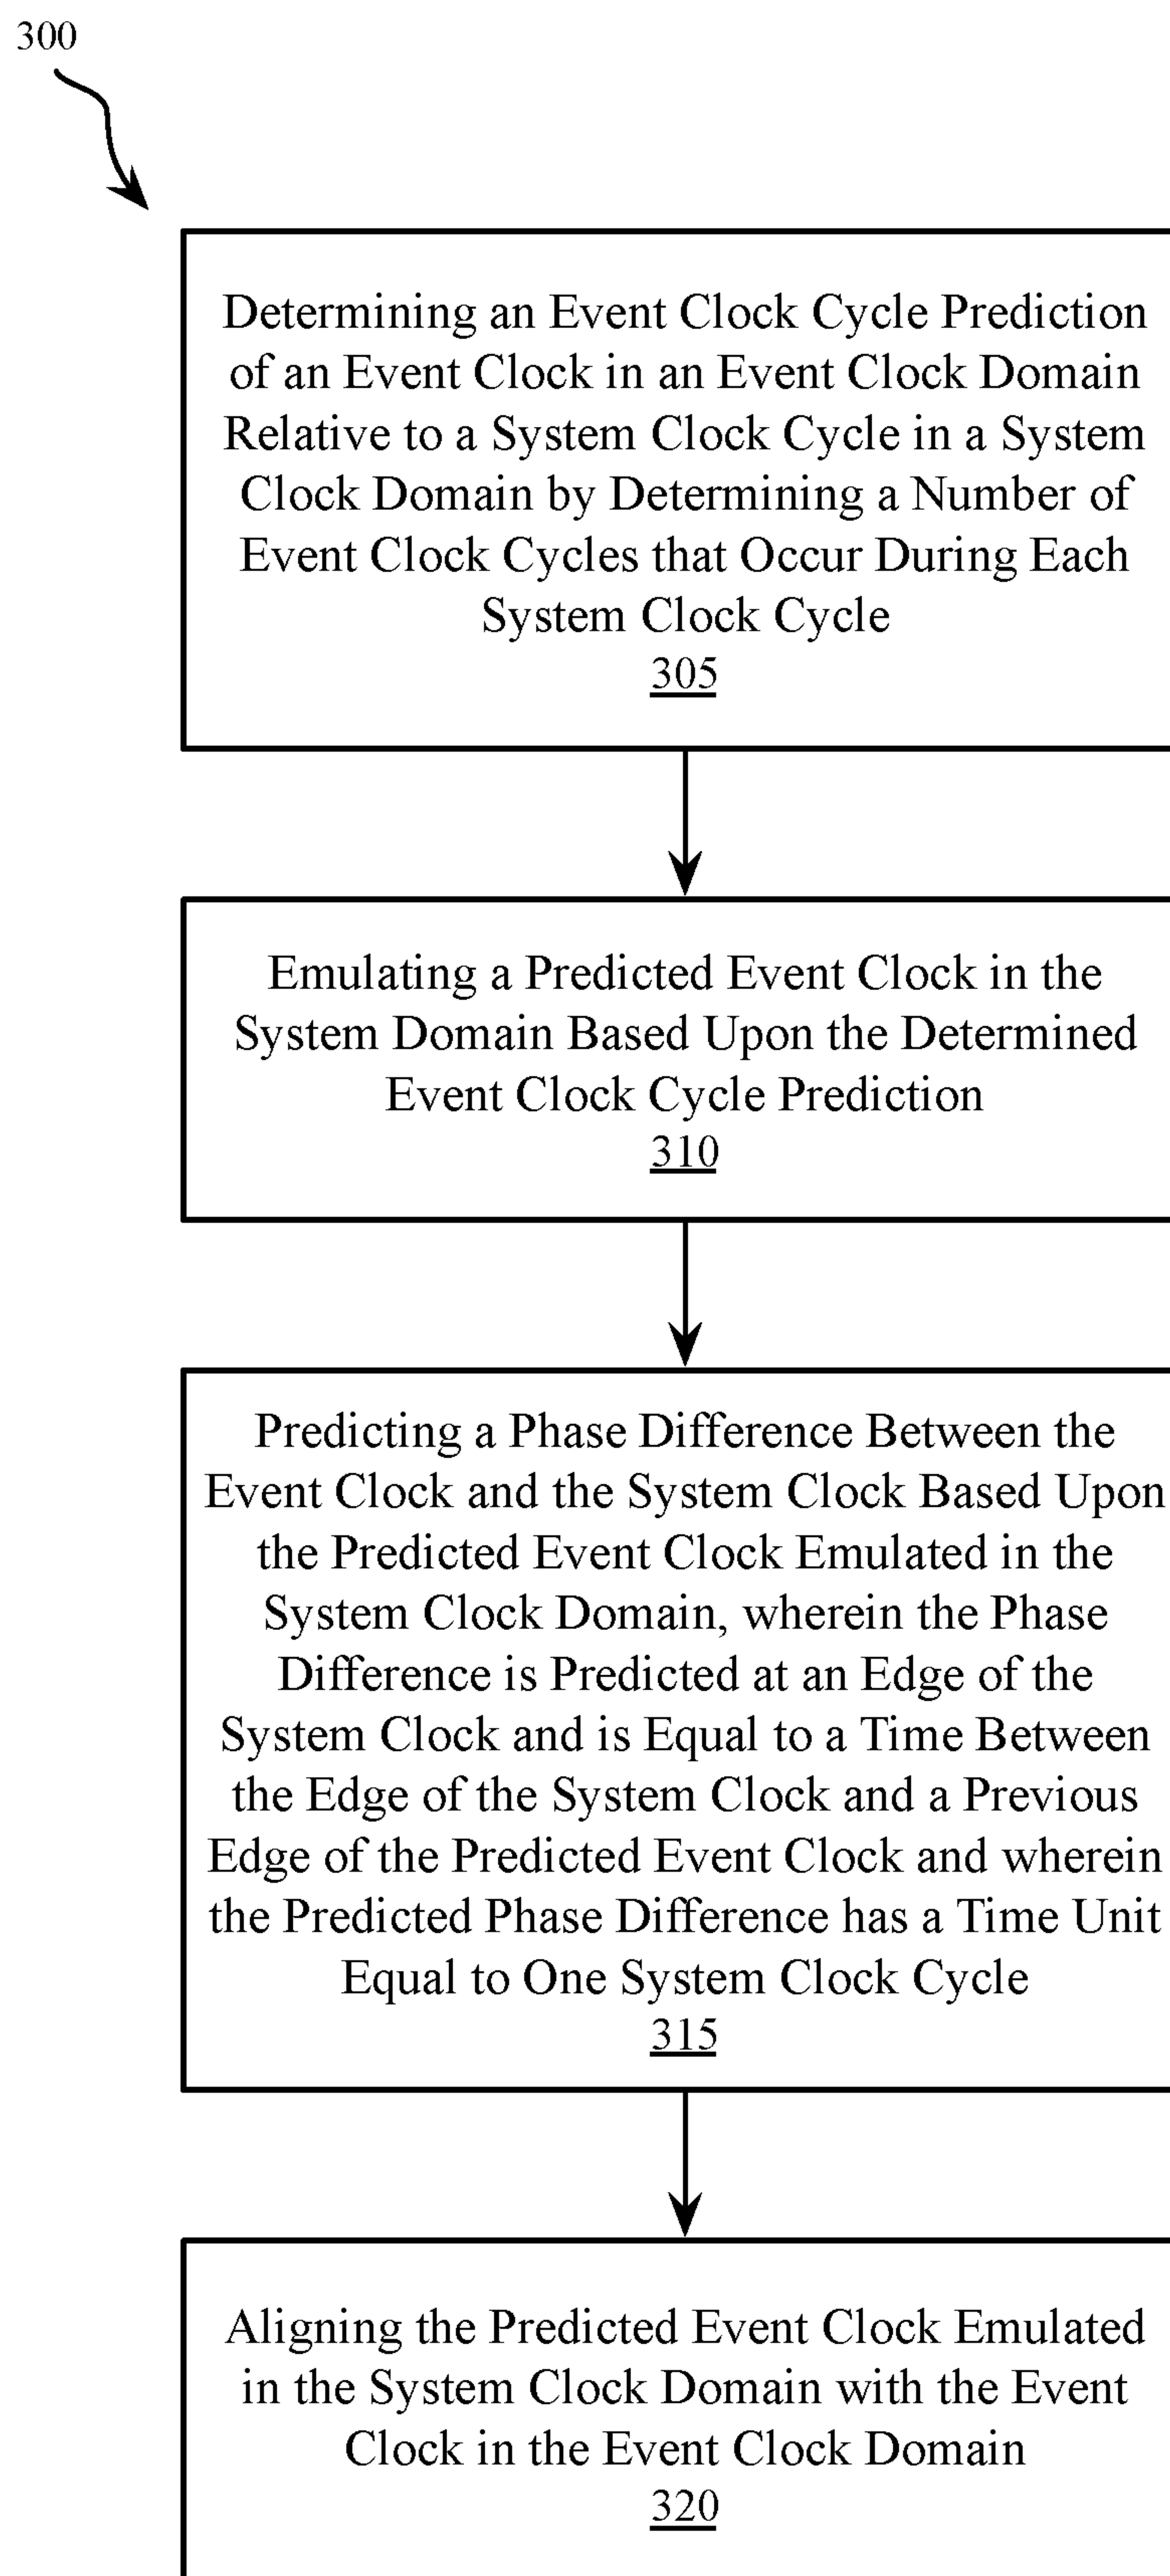 300
Determining an Event Clock Cycle Prediction
of an Event Clock in an Event Clock Domain
Relative to a System Clock Cycle in a System
Clock Domain by Determining a Number of
Event Clock Cycles that Occur During Each
System Clock Cycle
305
Emulating a Predicted Event Clock in the
System Domain Based Upon the Determined
Event Clock Cycle Prediction
310
Predicting a Phase Difference Between the
Event Clock and the System Clock Based Upon
the Predicted Event Clock Emulated in the
System Clock Domain, wherein the Phase
Difference is Predicted at an Edge of the
System Clock and is Equal to a Time Between
the Edge of the System Clock and a Previous
Edge of the Predicted Event Clock and wherein
the Predicted Phase Difference has a Time Unit
Equal to One System Clock Cycle
315
Aligning the Predicted Event Clock Emulated
in the System Clock Domain with the Event
Clock in the Event Clock Domain
320